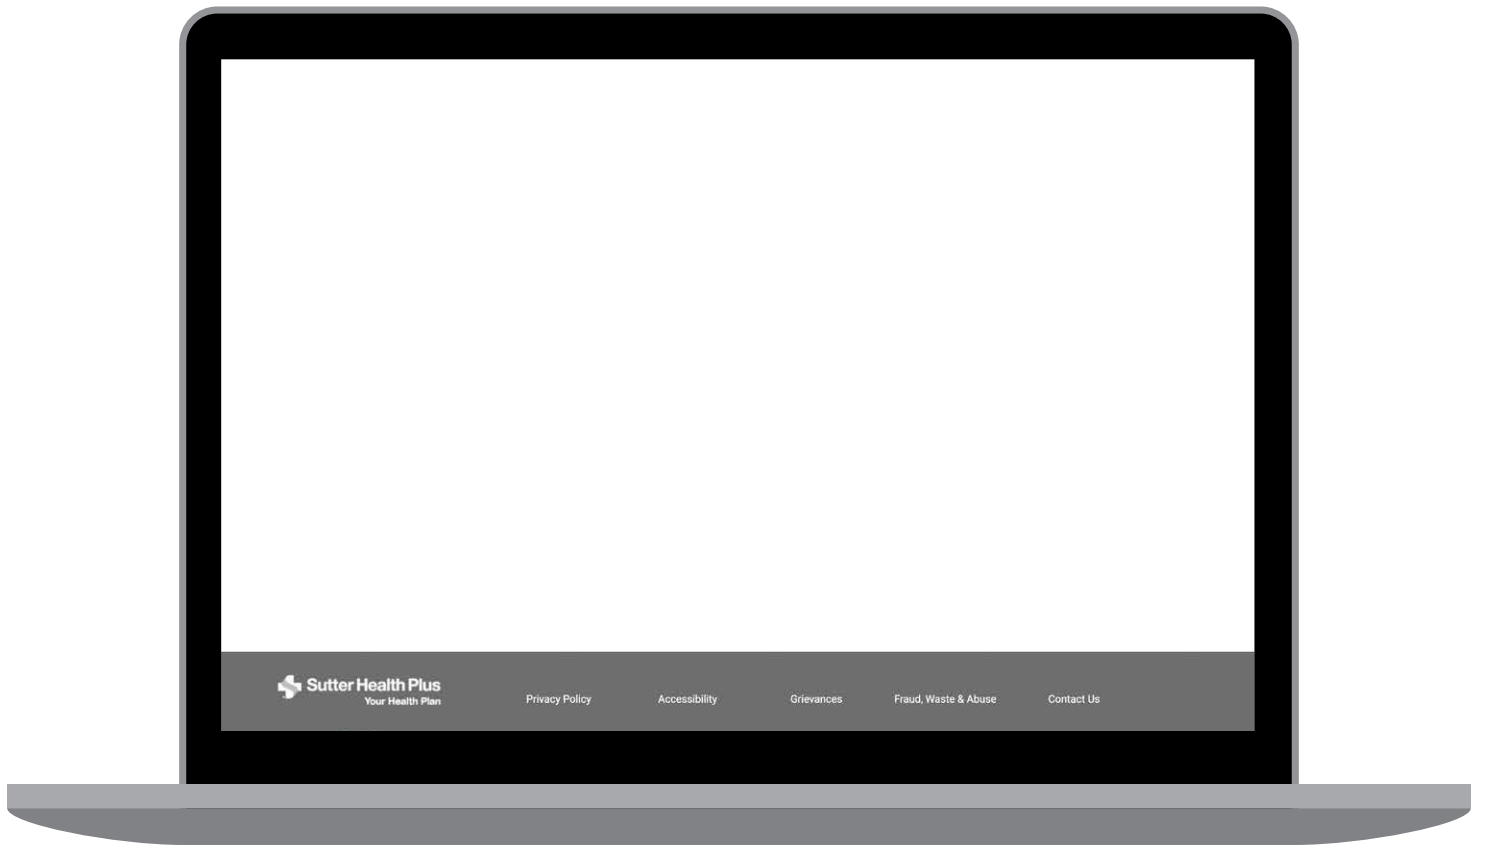 Sutter Health Plus
Your Health Plan
Privacy Policy
Accessibility
Grievances
Fraud, Waste & Abuse
Contact Us